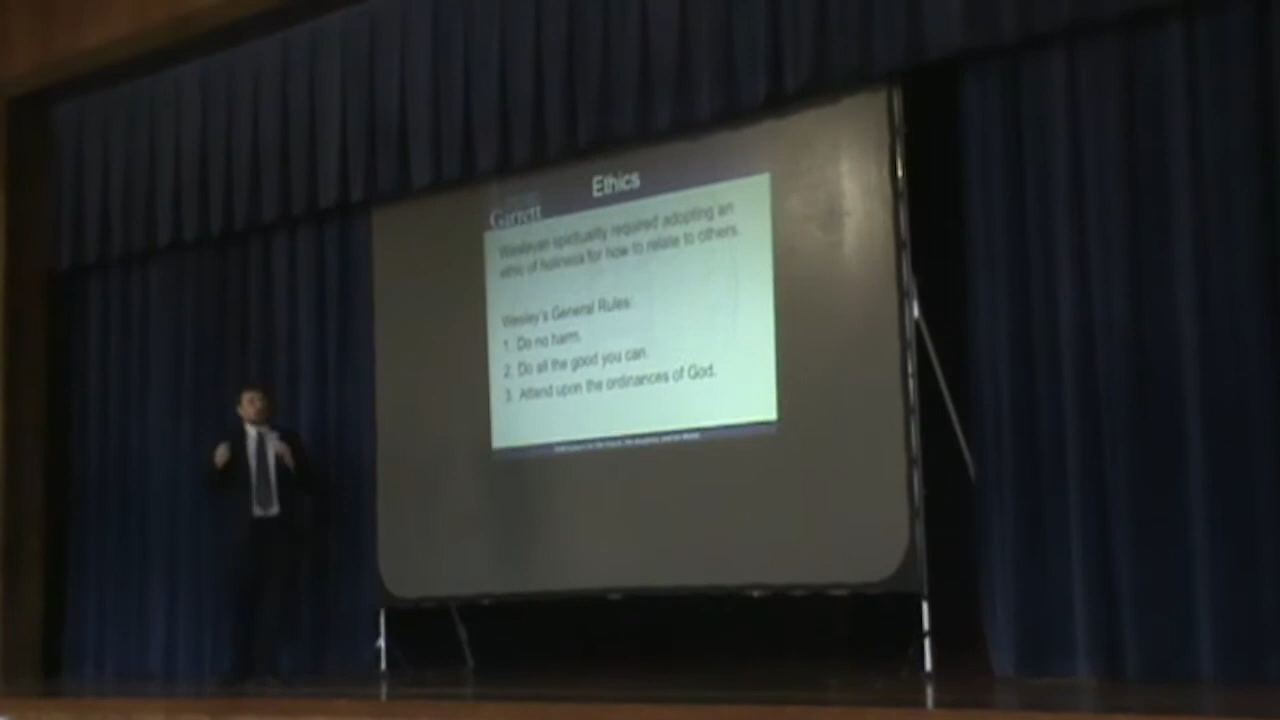 Ethics
Garrett
Wesleyan spirituality required adopting an
ethic of holiness for how to relate to others.
Wesley's General Rules:
1. Do no harm.
2. Do all the good you can.
3. Attend upon the ordinances of God.